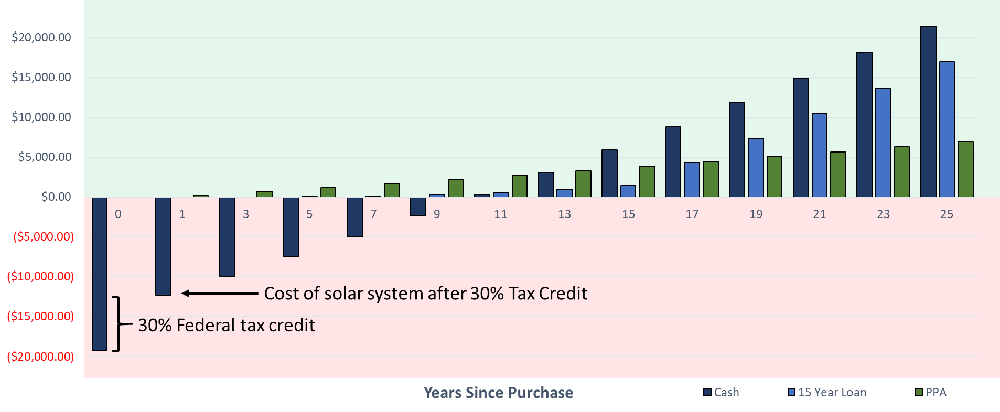 $20,000.00
$15,000.00
$10,000.00
$5,000.00
$0.00
0 1 3 5 7 9 11 13 15 17 19 21 23 25
($5,000.00)
($10,000.00)
Cost of solar system after 30% Tax Credit
($15,000.00)
30% Federal tax credit
($20,000.00)
Years Since Purchase
Cash 15 Year Loan PPA